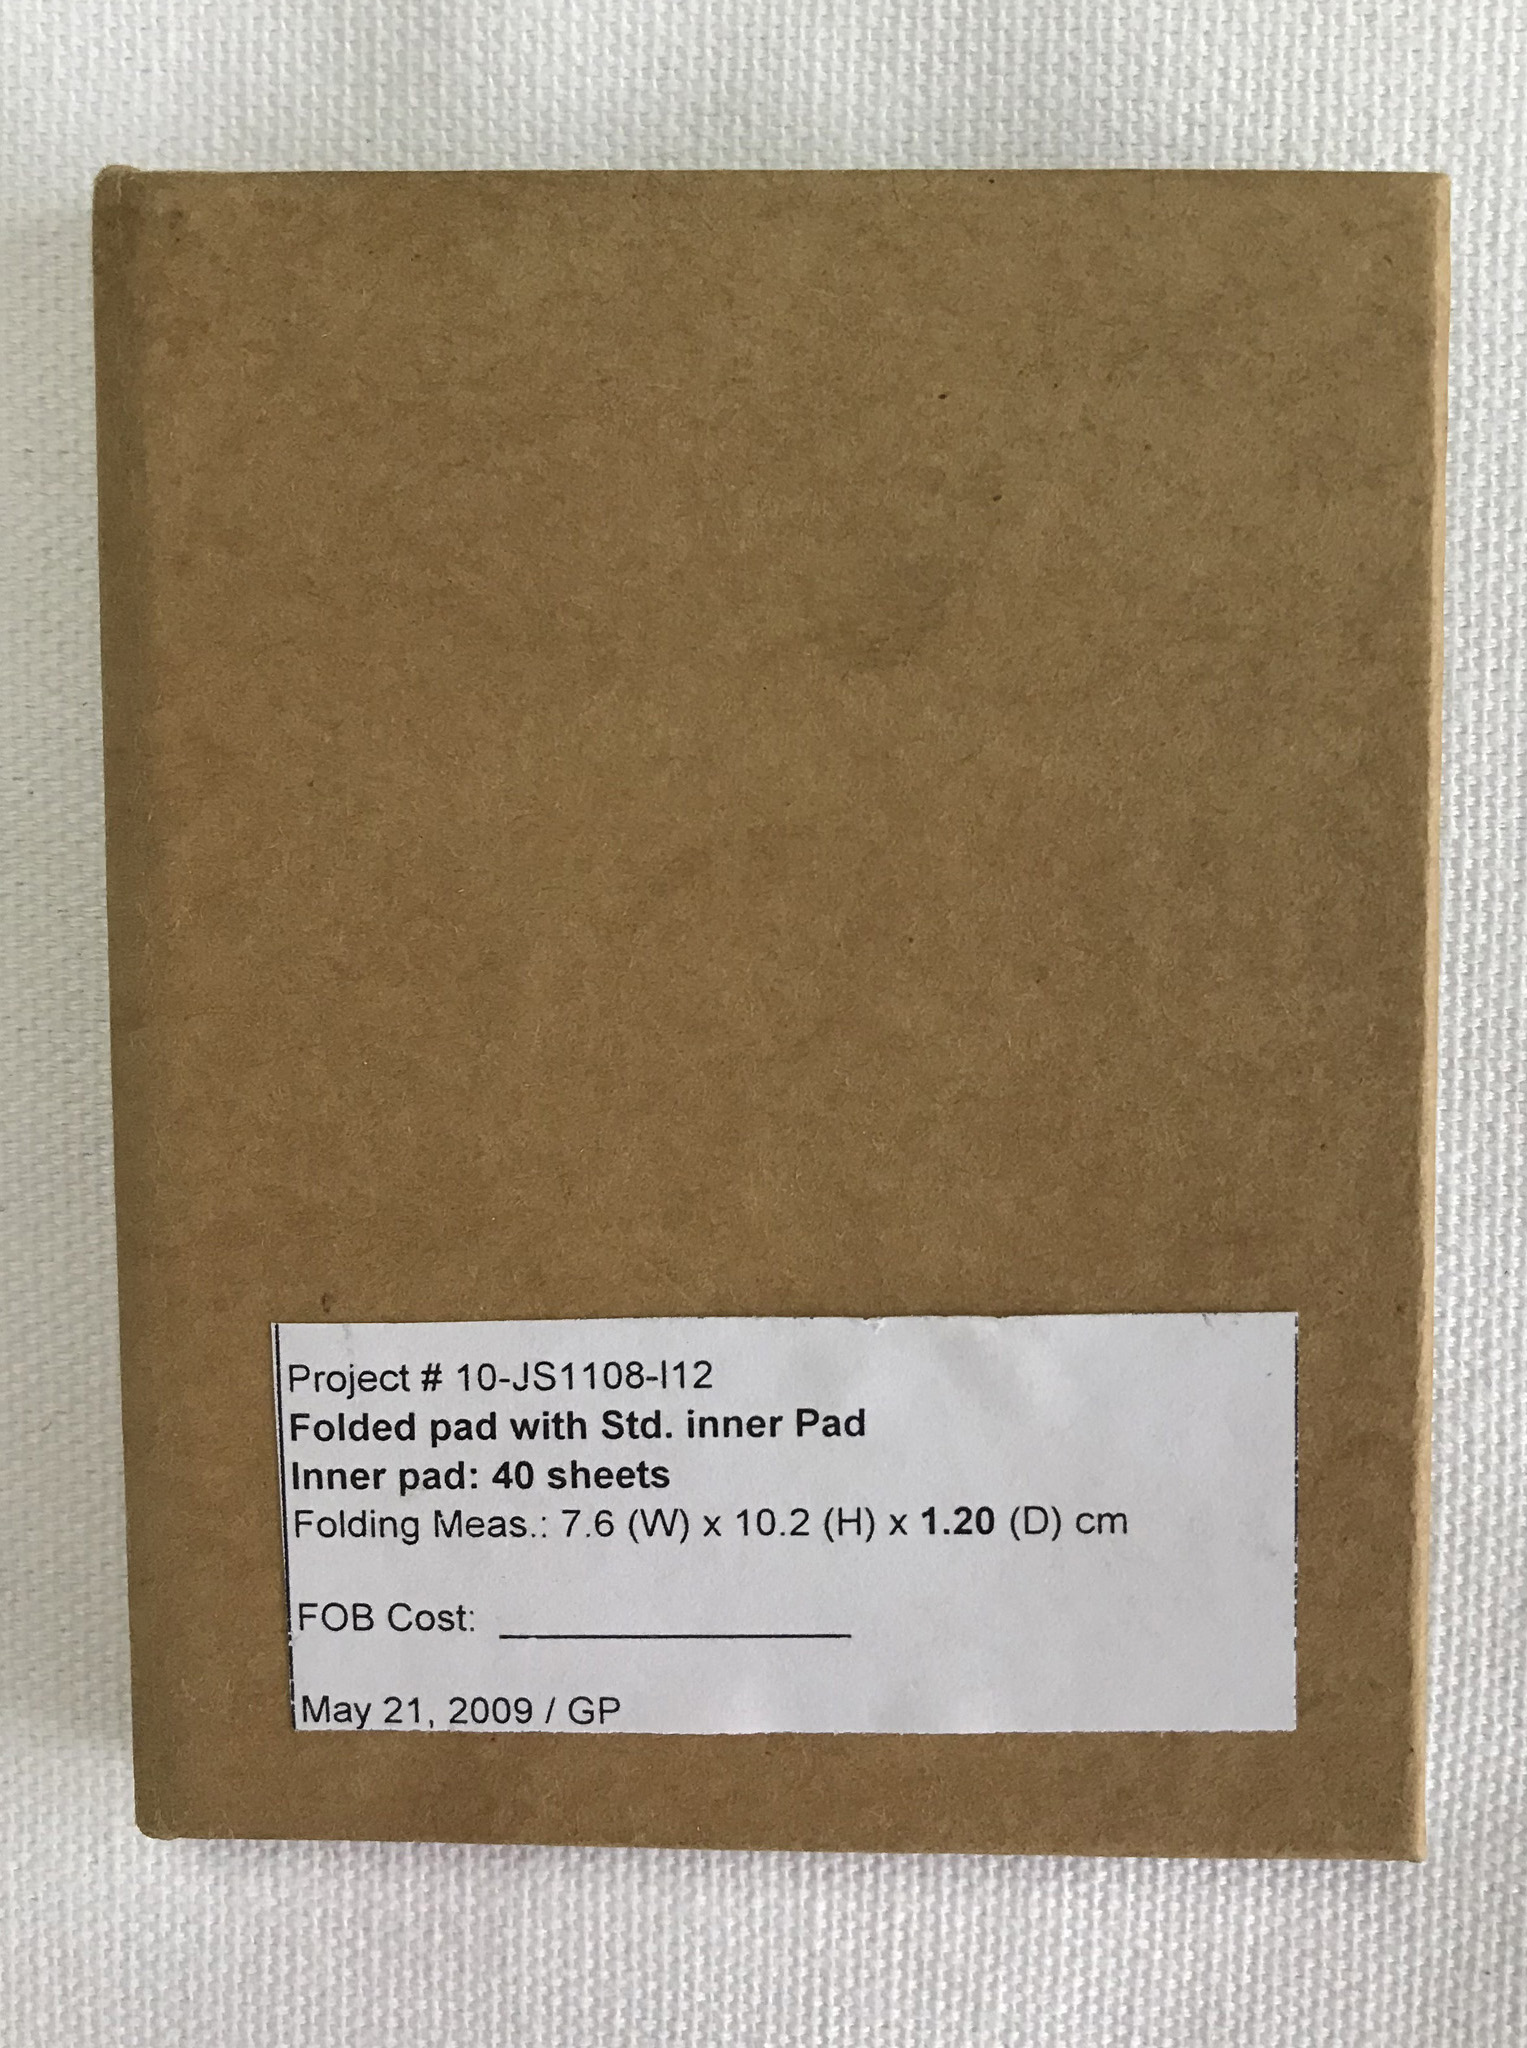 Project # 10-JS1108-I12
Folded pad with Std. inner Pad
Inner pad: 40 sheets
Folding Meas.: 7.6 (W) x 10.2 (H) x 1.20 (D) cm
FOB Cost: ________________
May 21, 2009 / GP